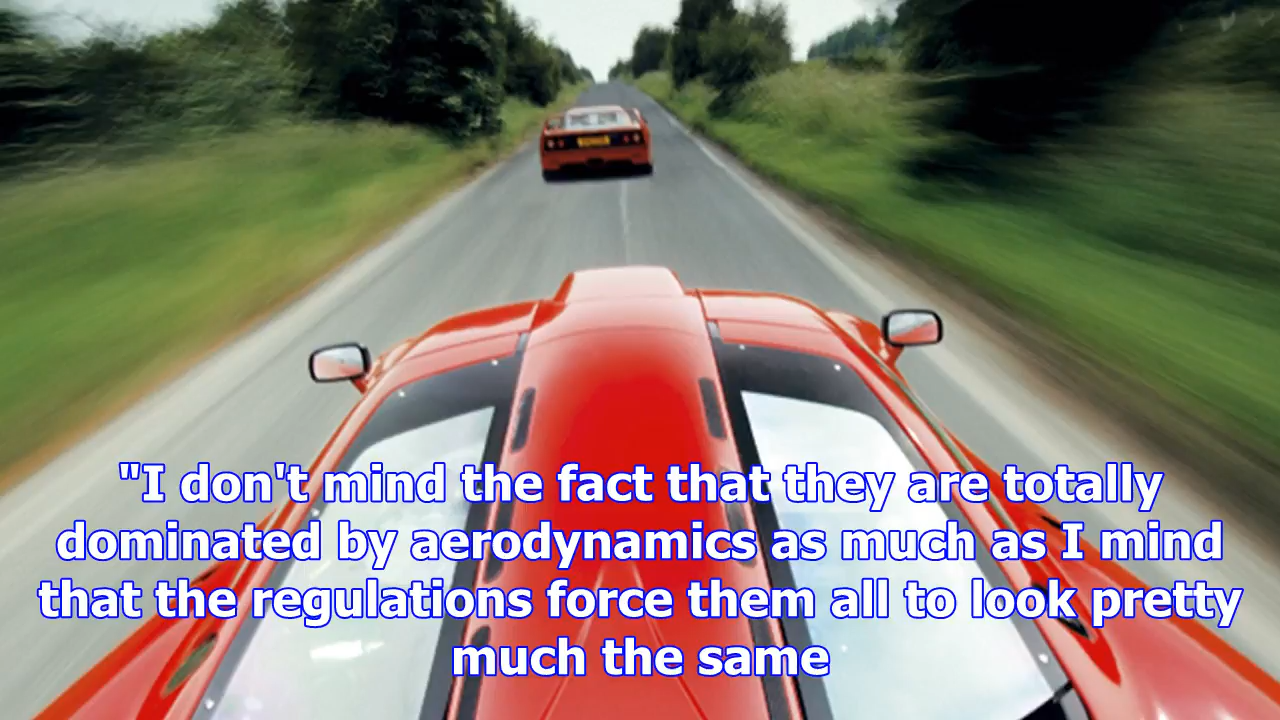 "I don't mind the fact that they are totally
dominated by aerodynamics as much as I mind
that the regulations force them all to look pretty
much the same